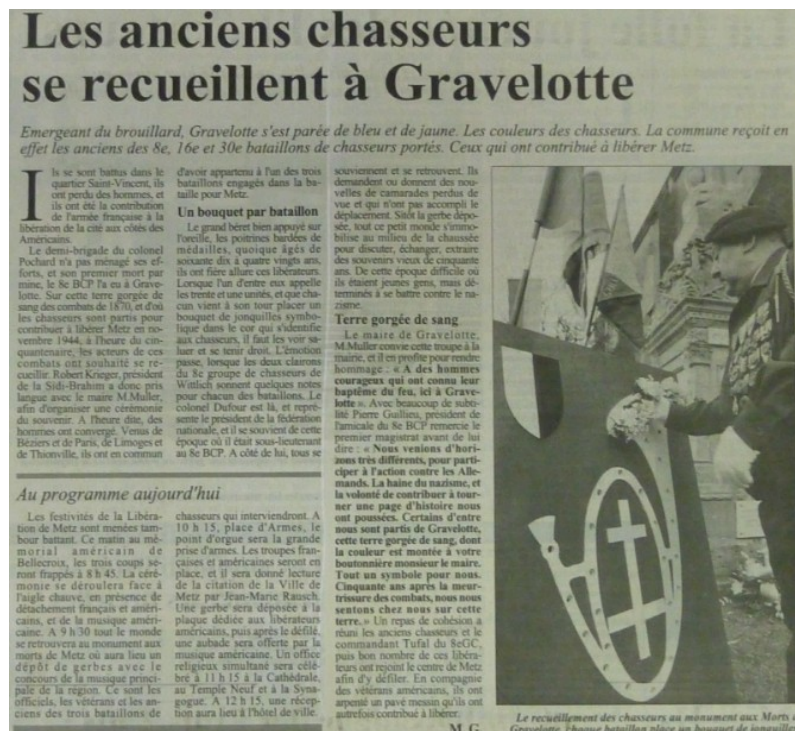 Les anciens chasseurs
se recueillent à Gravelotte
Emergeant du brouillard, Gravelotte s'est parée de bleu et de jaune. Les couleurs des chasseurs. La commune reçoit en
effet les anciens des 8e, 16e et 30e bataillons de chasseurs portés. Ceux qui ont contribué à libérer Metz.
Ils se sont battus dans le
quartier Saint-Vincent, ils
ont perdu des hommes, et
ils ont été la contribution
de l'armée française à la
libération de la cité aux côtés des
Américains.
Le demi-brigade du colonel
Pochard n'a pas ménagé ses ef-
forts, et son premier mort par
mine, le 8e BCP l'a eu à Grave-
lotte. Sur cette terre gorgée de
sang des combats de 1870, et d'où
les chasseurs sont partis pour
contribuer à libérer Metz en no-
vembre 1944, à l'heure du cin-
quantenaire, les acteurs de ces
combats ont souhaité se re-
cueillir. Robert Krieger, président
de la Sidi-Brahim a donc pris
langue avec le maire M.Muller,
afin d'organiser une cérémonie
du souvenir. A l'heure dite, des
hommes ont convergé. Venus de
Béziers et de Paris, de Limoges et
de Thionville, ils ont en commun
d'avoir appartenu à l'un des trois
bataillons engagés dans la ba-
taille pour Metz.
Un bouquet par bataillon
Le grand béret bien appuyé sur
l'oreille, les poitrines bardées de
médailles, quoique âgés de
soixante dix à quatre vingts ans,
ils ont fière allure ces libérateurs.
Lorsque l'un d'entre eux appelle
les trente et une unités, et que cha-
cun vient à son tour placer un
bouquet de jonquilles symbo-
lique dans le cor qui s'identifie
aux chasseurs, il faut les voir sa-
luer et se tenir droit. L'émotion
passe, lorsque les deux clairons
du 8e groupe de chasseurs de
Wittlich sonnent quelques notes
pour chacun des bataillons. Le
colonel Dufour est là, et repré-
sente le président de la fédération
nationale, et il se souvient de cette
époque où il était sous-lieutenant
au 8e BCP. A côté de lui, tous se
souviennent et se retrouvent. Ils
demandent ou donnent des nou-
velles de camarades perdus de
vue et qui n'ont pas accompli le
déplacement. Sitôt la gerbe dépo-
sée, tout ce petit monde s'immo-
bilise au milieu de la chaussée
pour discuter, échanger, extraire
des souvenirs vieux de cinquante
ans. De cette époque difficile où
ils étaient jeunes gens, mais dé-
terminés à se battre contre le na-
zisme.
Terre gorgée de sang
Le maire de Gravelotte,
M.Muller convie cette troupe à la
mairie, et il en profite pour rendre
hommage : « A des hommes
courageux qui ont connu leur
baptême du feu, ici à Grave-
lotte ». Avec beaucoup de subti-
lité Pierre Guillieu, président de
l'amicale du 8e BCP remercie le
premier magistrat avant de lui
dire : « Nous venions d'hori-
zons très différents, pour parti-
ciper à l'action contre les Alle-
mands. La haine du nazisme, et
la volonté de contribuer à tour-
ner une page d'histoire nous
ont poussées. Certains d'entre
nous sont partis de Gravelotte,
cette terre gorgée de sang, dont
la couleur est montée à votre
boutonnière monsieur le maire.
Tout un symbole pour nous.
Cinquante ans après la meur-
trissure des combats, nous nous
sentons chez nous sur cette
terre. » Un repas de cohésion a
réuni les anciens chasseurs et le
commandant Tufal du 8eGC,
puis bon nombre de ces libéra-
teurs ont rejoint le centre de Metz
afin d'y défiler. En compagnie
des vétérans américains, ils ont
arpenté un pavé messin qu'ils ont
autrefois contribué à libérer.
M. G.
Au programme aujourd'hui
Les festivités de la Libéra-
tion de Metz sont menées tam-
bour battant. Ce matin au mé-
morial américain de
Bellecroix, les trois coups se-
ront frappés à 8 h 45. La céré-
monie se déroulera face à
l'aigle chauve, en présence de
détachement français et améri-
cains, et de la musique améri-
caine. A 9 h 30 tout le monde
se retrouvera au monument aux
morts de Metz où aura lieu un
dépôt de gerbes avec le
concours de la musique princi-
pale de la région. Ce sont les
officiels, les vétérans et les an-
ciens des trois bataillons de
chasseurs qui interviendront. A
10 h 15, place d'Armes, le
point d'orgue sera la grande
prise d'armes. Les troupes fran-
çaises et américaines seront en
place, et il sera donné lecture
de la citation de la Ville de
Metz par Jean-Marie Rausch.
Une gerbe sera déposée à la
plaque dédiée aux libérateurs
américains, puis après le défilé,
une aubade sera offerte par la
musique américaine. Un office
religieux simultané sera célé-
bré à 11 h 15 à la Cathédrale,
au Temple Neuf et à la Syna-
gogue. A 12 h 15, une récep-
tion aura lieu à l'hôtel de ville.
Le recueillement des chasseurs au monument aux Morts
Gravelotte, chaque bataillon place un bouquet de jonquilles